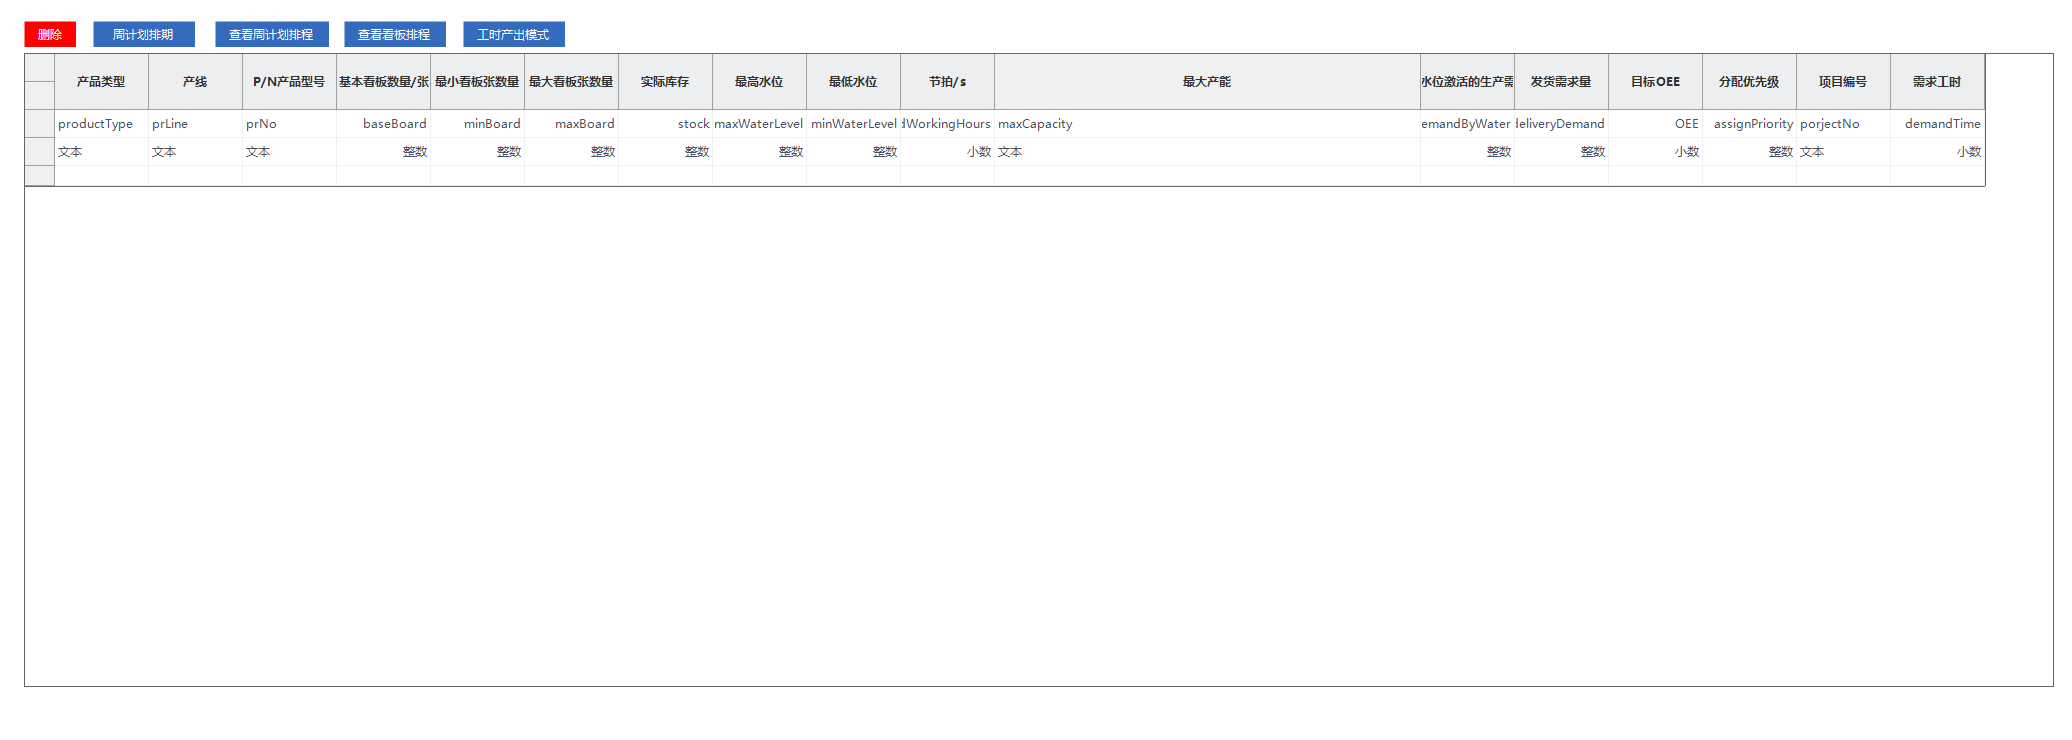 删除 周计划排期 查看周计划排程 查看看板排程 工时产出模式
产品类型 产线 P/N产品型号 基本看板数量/张 最小看板张数量 最大看板张数量 实际库存 最高水位 最低水位 节拍/s 最大产能 水位激活的生产需 发货需求量 目标OEE 分配优先级 项目编号 需求工时
productType prLine prNo baseBoard minBoard maxBoard stock maxWaterLevel minWaterLevel dWorkingHours maxCapacity emandByWater deliveryDemand OEE assignPriority porjectNo demandTime
文本 文本 文本 整数 整数 整数 整数 整数 整数 小数 文本 整数 整数 小数 整数 文本 小数